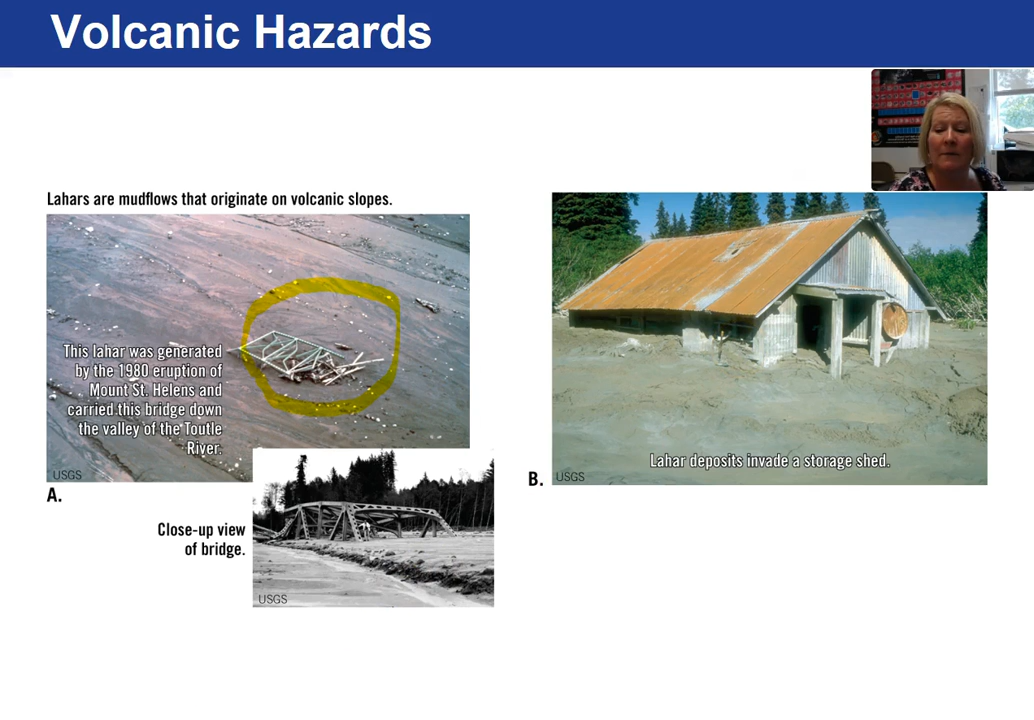 Volcanic Hazards
Lahars are mudflows that originate on volcanic slopes.
This lahar was generated
by the 1980 eruption of
Mount St. Helens and
carried this bridge down
the valley of the Toutle
River.
USGS
A.
Close-up view
of bridge.
USGS
Lahar deposits invade a storage shed.
B.
USGS